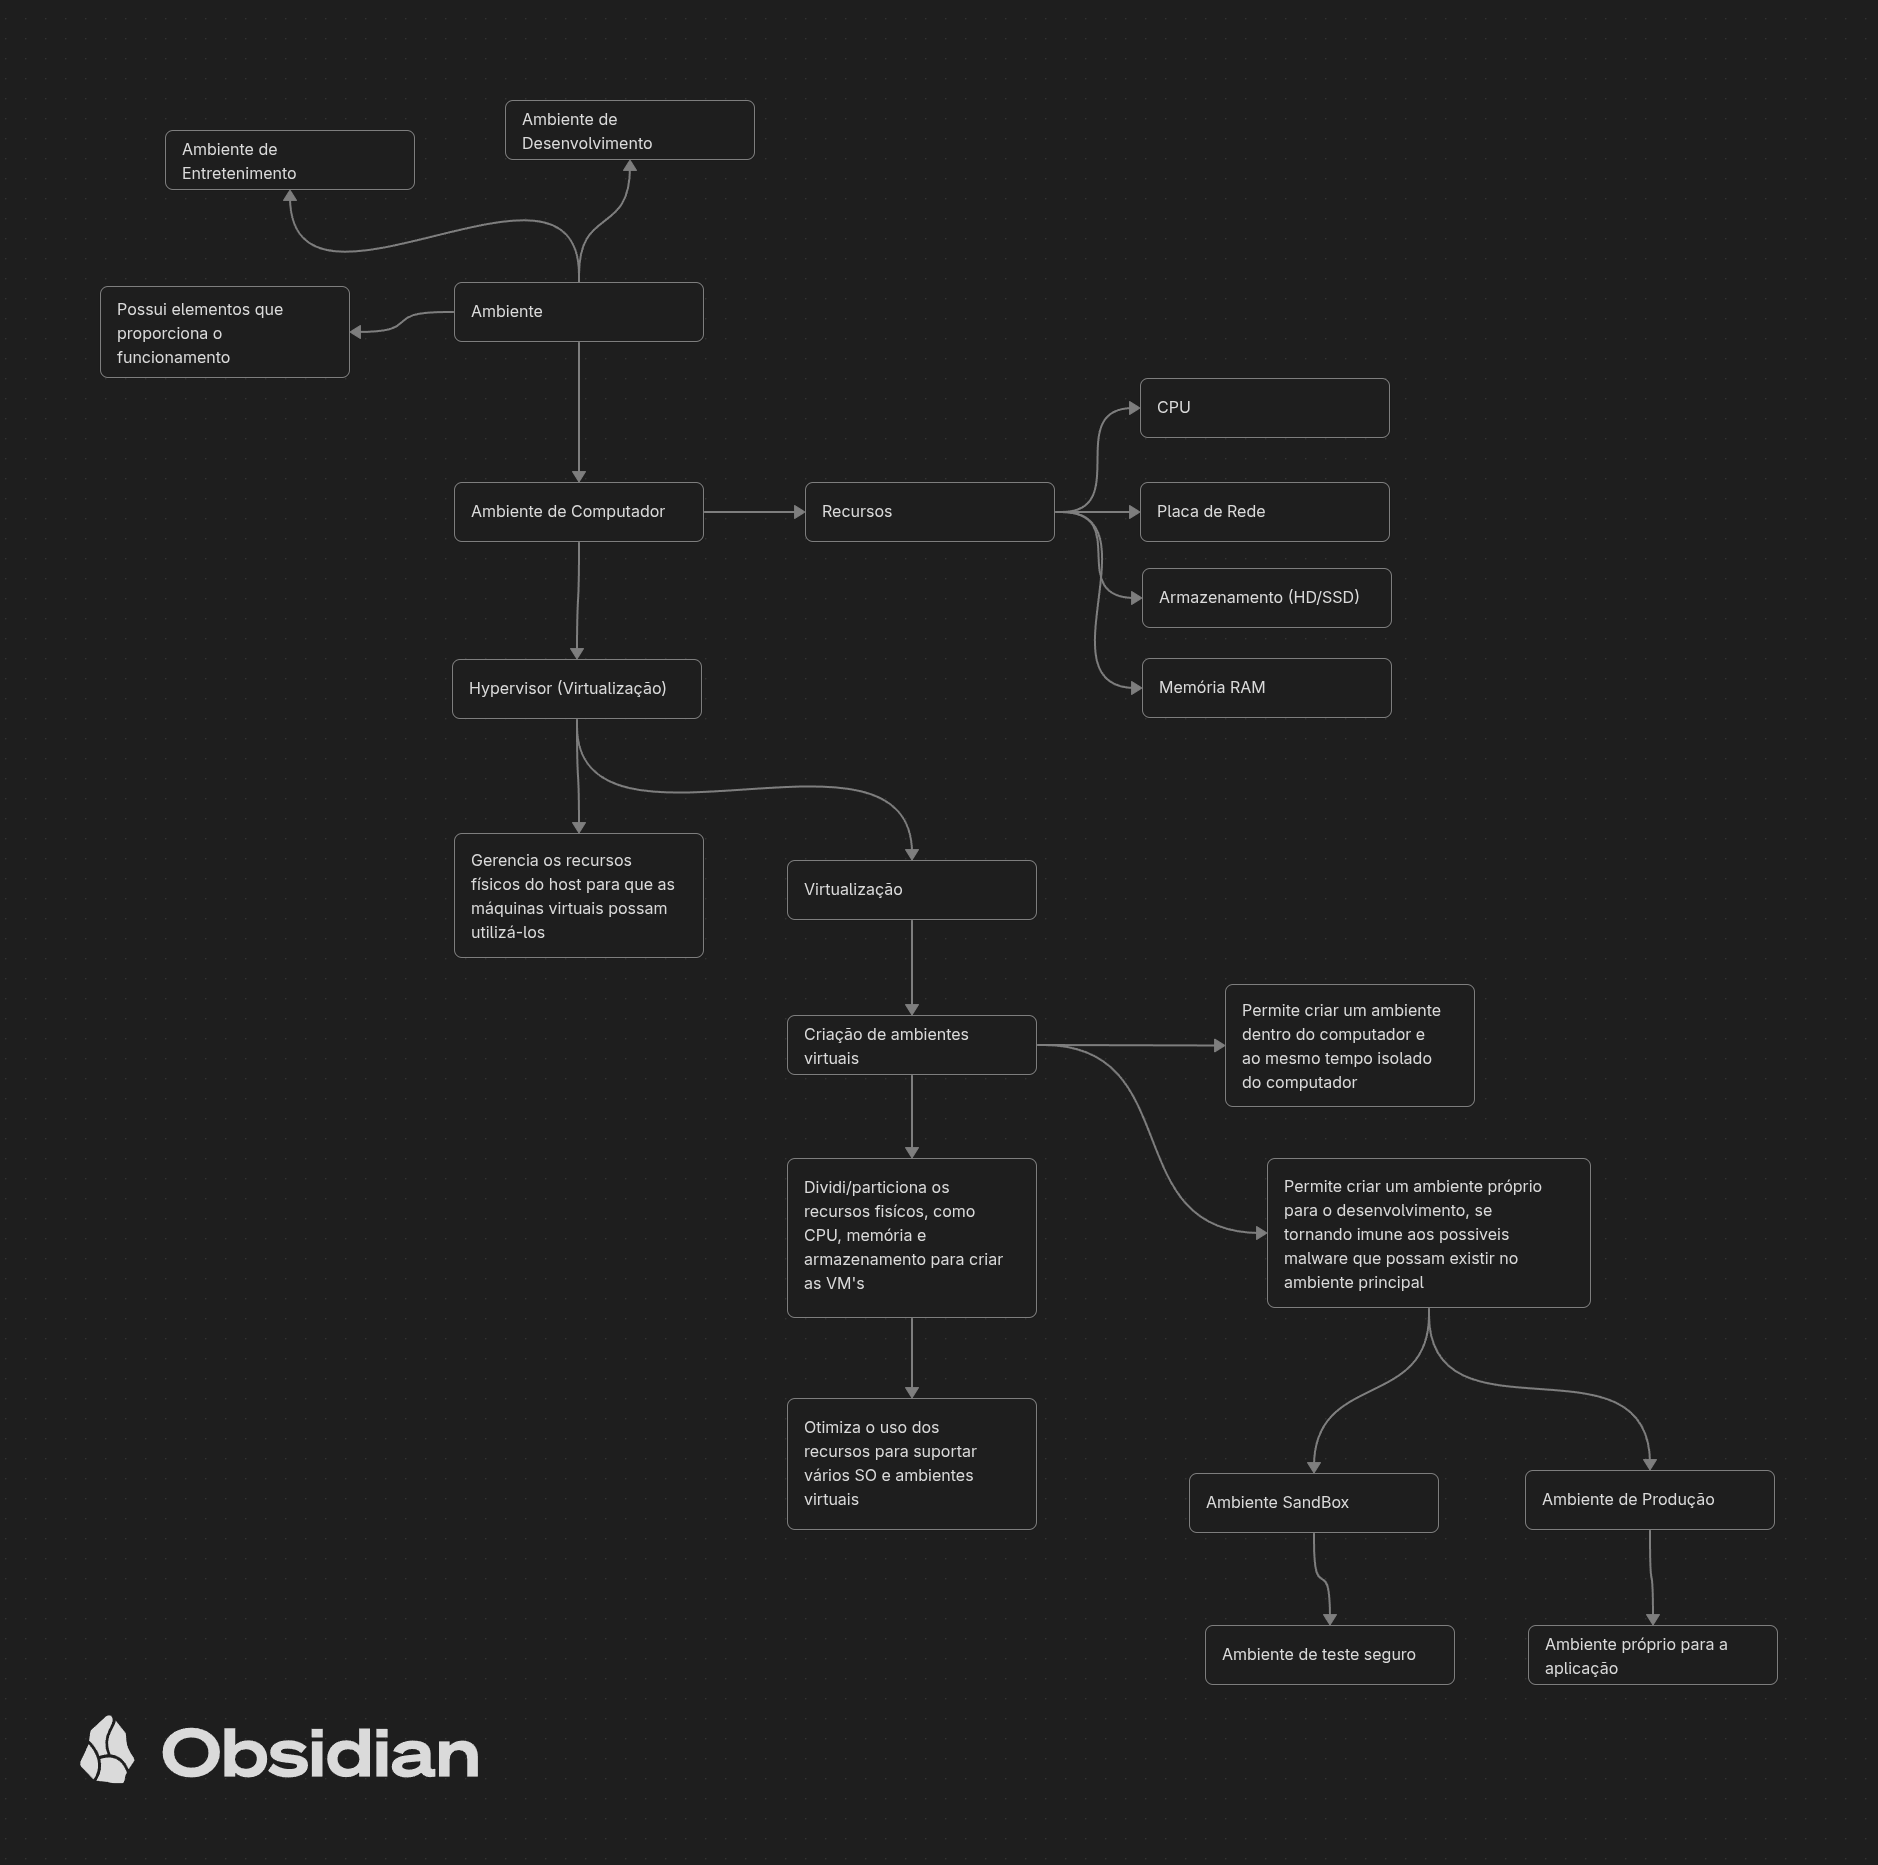 Ambiente de
Desenvolvimento
Ambiente de
Entretenimento
Possui elementos que
proporciona o
funcionamento
Ambiente
CPU
Ambiente de Computador
Recursos
Placa de Rede
Armazenamento (HD/SSD)
Hypervisor (Virtualização)
Memória RAM
Gerencia os recursos
físicos do host para que as
máquinas virtuais possam
utilizá-los
Virtualização
Criação de ambientes
virtuais
Permite criar um ambiente
dentro do computador e
ao mesmo tempo isolado
do computador
Dividi/particiona os
recursos fisícos, como
CPU, memória e
armazenamento para criar
as VM's
Permite criar um ambiente próprio
para o desenvolvimento, se
tornando imune aos possiveis
malware que possam existir no
ambiente principal
Otimiza o uso dos
recursos para suportar
vários SO e ambientes
virtuais
Ambiente SandBox
Ambiente de Produção
Ambiente de teste seguro
Ambiente próprio para a
aplicação
Obsidian